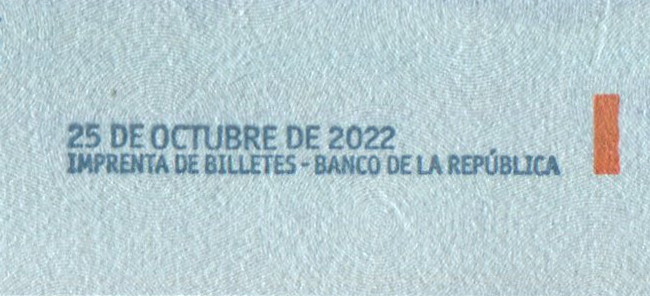 25 DE OCTUBRE DE 2022
IMPRENTA DE BILLETES - BANCO DE LA REPÚBLICA